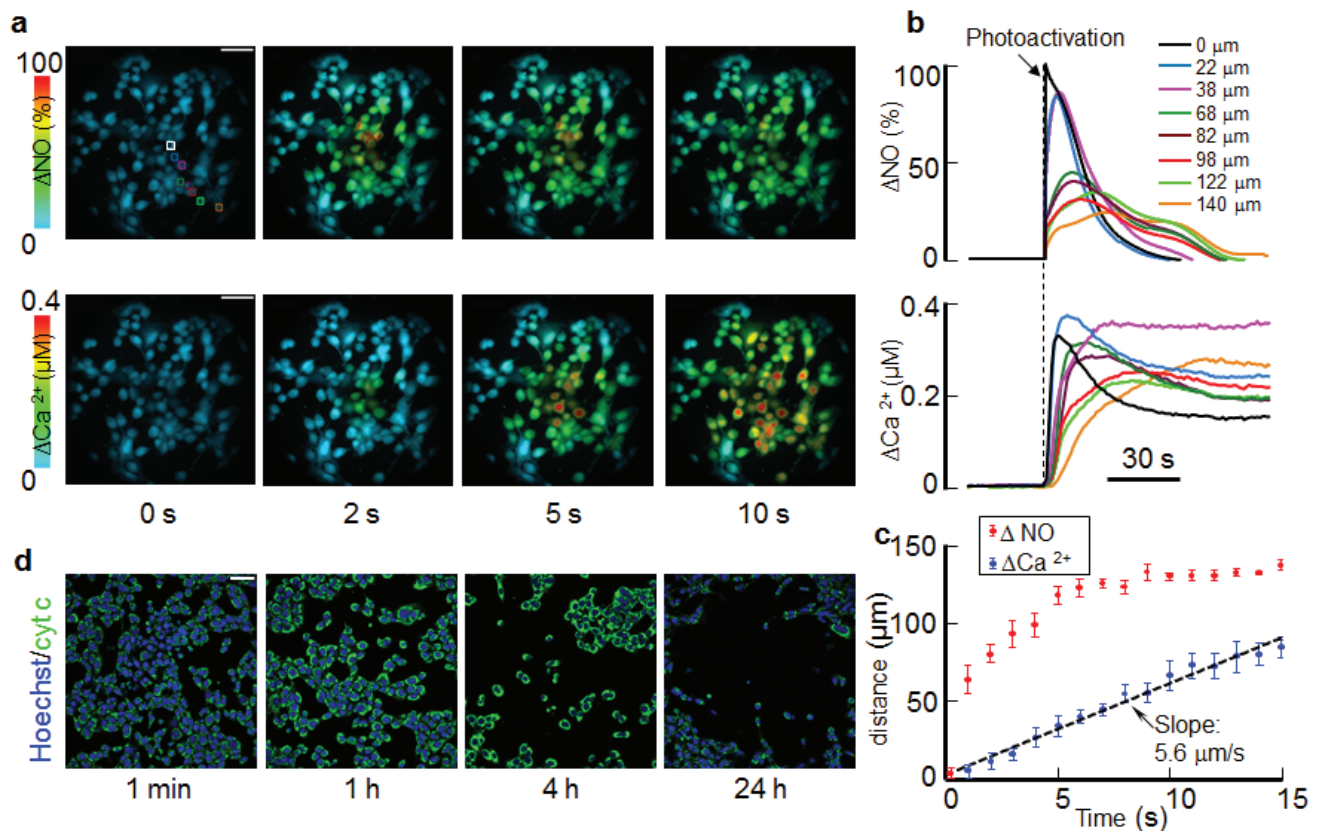 a
100
ΔNO (%)
0
0.4
ΔCa 2+ (µM)
0
0 s
2 s
5 s
10 s
b
Photoactivation
100
ΔNO (%)
50
0
0 µm
22 µm
38 µm
68 µm
82 µm
98 µm
122 µm
140 µm
0.4
ΔCa 2+ (µM)
0.2
0
30 s
c
Δ NO
ΔCa 2+
150
distance (µm)
100
50
0
Slope:
5.6 µm/s
0
5
10
15
Time (s)
d
Hoechst/cyt c
1 min
1 h
4 h
24 h